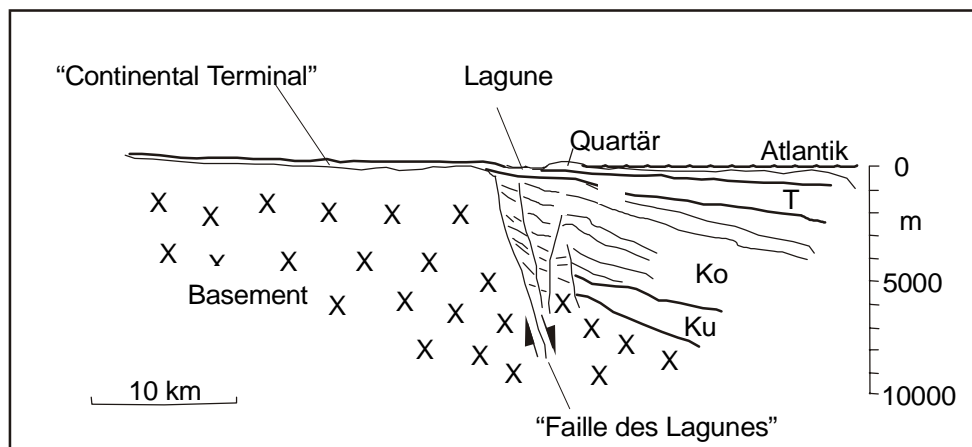 “Continental Terminal”
Lagune
Quartär
Atlantik
0
T
m
Ko
5000
Basement
Ku
10 km
10000
“Faille des Lagunes”